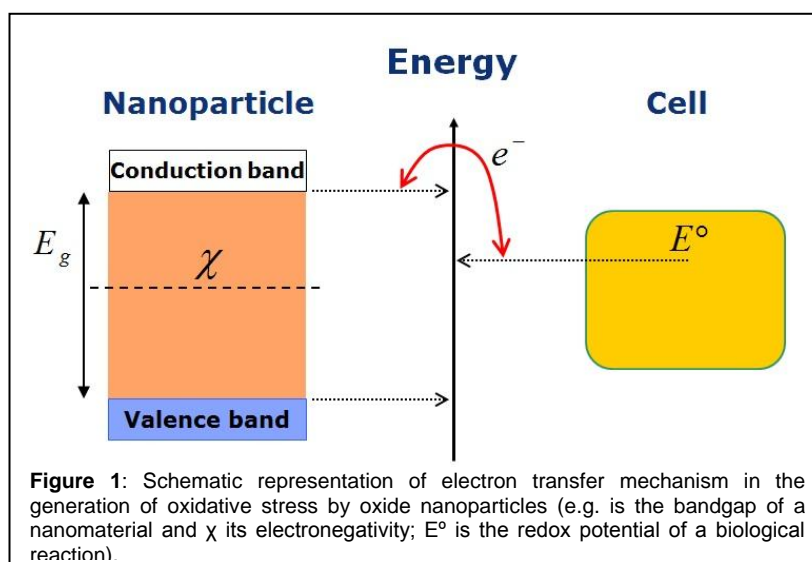 Energy
Nanoparticle
Cell
Conduction band
e⁻
E°
E_g
χ
Valence band
Figure 1: Schematic representation of electron transfer mechanism in the
generation of oxidative stress by oxide nanoparticles (e.g. is the bandgap of a
nanomaterial and χ its electronegativity; Eº is the redox potential of a biological
reaction).